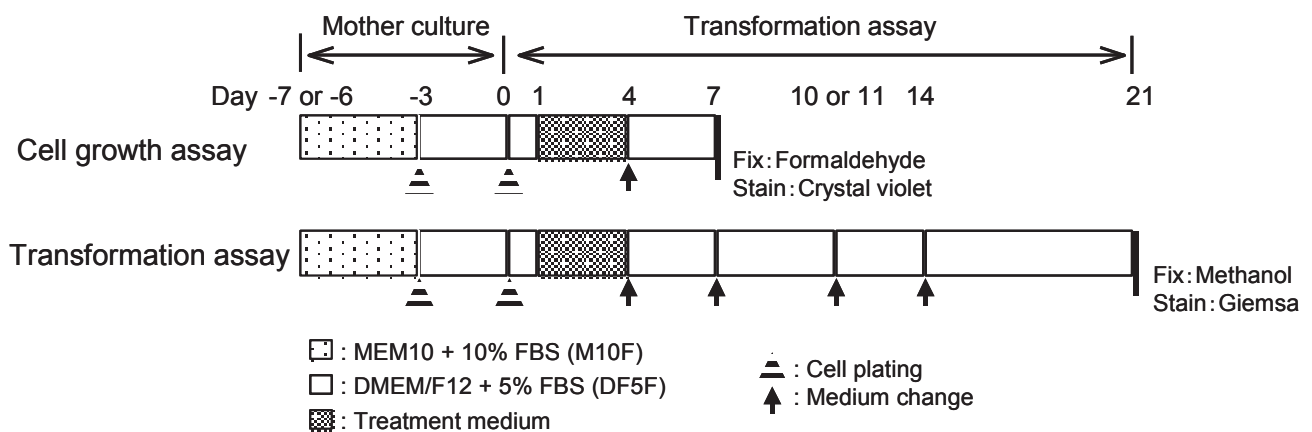 Mother culture Transformation assay
Day -7 or -6 -3 0 1 4 7 10 or 11 14 21
Cell growth assay
Fix:Formaldehyde
Stain:Crystal violet
Transformation assay
Fix:Methanol
Stain:Giemsa
: MEM10 + 10% FBS (M10F)
: DMEM/F12 + 5% FBS (DF5F)
: Treatment medium
: Cell plating
: Medium change